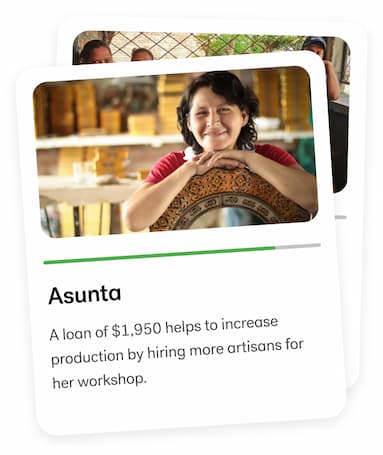 Asunta
A loan of $1,950 helps to increase
production by hiring more artisans for
her workshop.